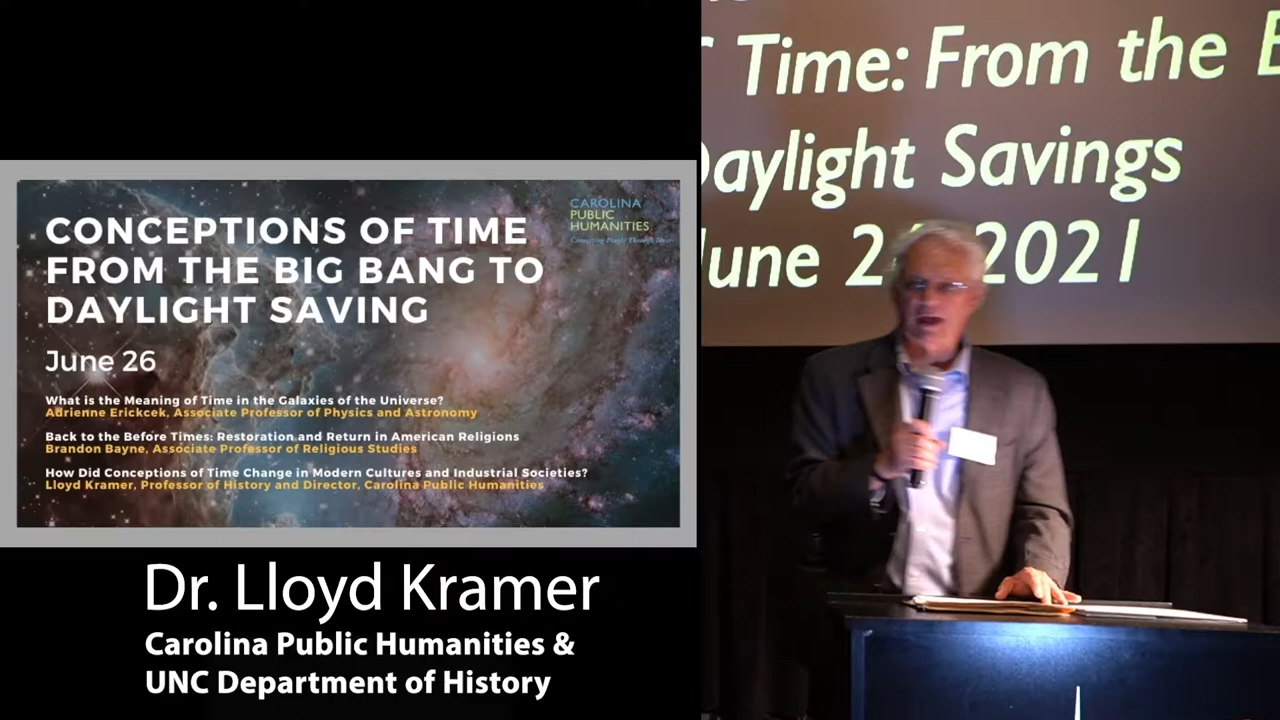 CONCEPTIONS OF TIME
FROM THE BIG BANG TO
DAYLIGHT SAVING
June 26
What is the Meaning of Time in the Galaxies of the Universe?
Adrienne Erickcek, Associate Professor of Physics and Astronomy
Back to the Before Times: Restoration and Return in American Religions
Brandon Bayne, Associate Professor of Religious Studies
How Did Conceptions of Time Change in Modern Cultures and Industrial Societies?
Lloyd Kramer, Professor of History and Director, Carolina Public Humanities
CAROLINA
PUBLIC
HUMANITIES
Dr. Lloyd Kramer
Carolina Public Humanities &
UNC Department of History
Time: From the
Daylight Savings
June 2 2021